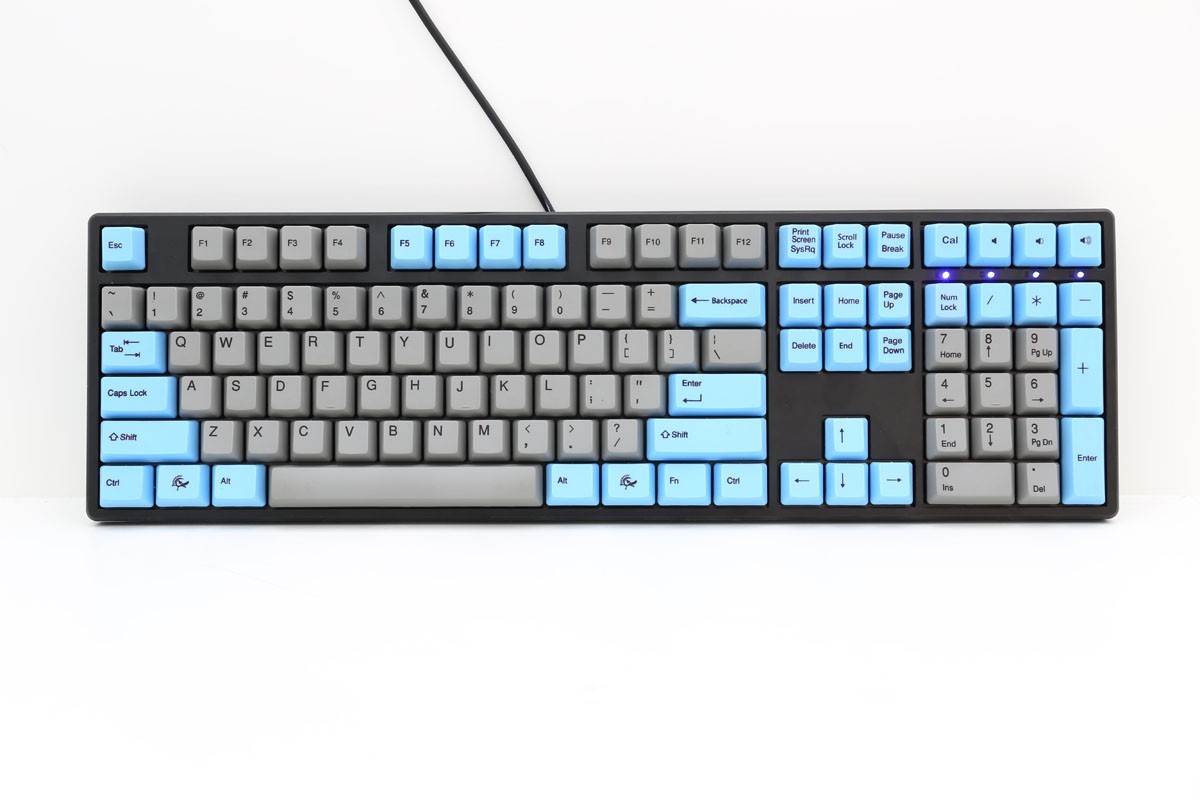 Esc F1 F2 F3 F4 F5 F6 F7 F8 F9 F10 F11 F12 Print Screen SysRq Scroll Lock Pause Break Cal
~ ` ! 1 @ 2 # 3 $ 4 % 5 ^ 6 & 7 * 8 ( 9 ) 0 — - + = ← Backspace Insert Home Page Up Num Lock / * —
Tab Q W E R T Y U I O P { [ } ] | \ Delete End Page Down 7 Home 8 ↑ 9 Pg Up +
Caps Lock A S D F G H J K L : ; " ' Enter 4 ← 5 6 →
⇧ Shift Z X C V B N M < , > . ? / ⇧ Shift ↑ 1 End 2 ↓ 3 Pg Dn Enter
Ctrl Alt Alt Fn Ctrl ← ↓ → 0 Ins . Del